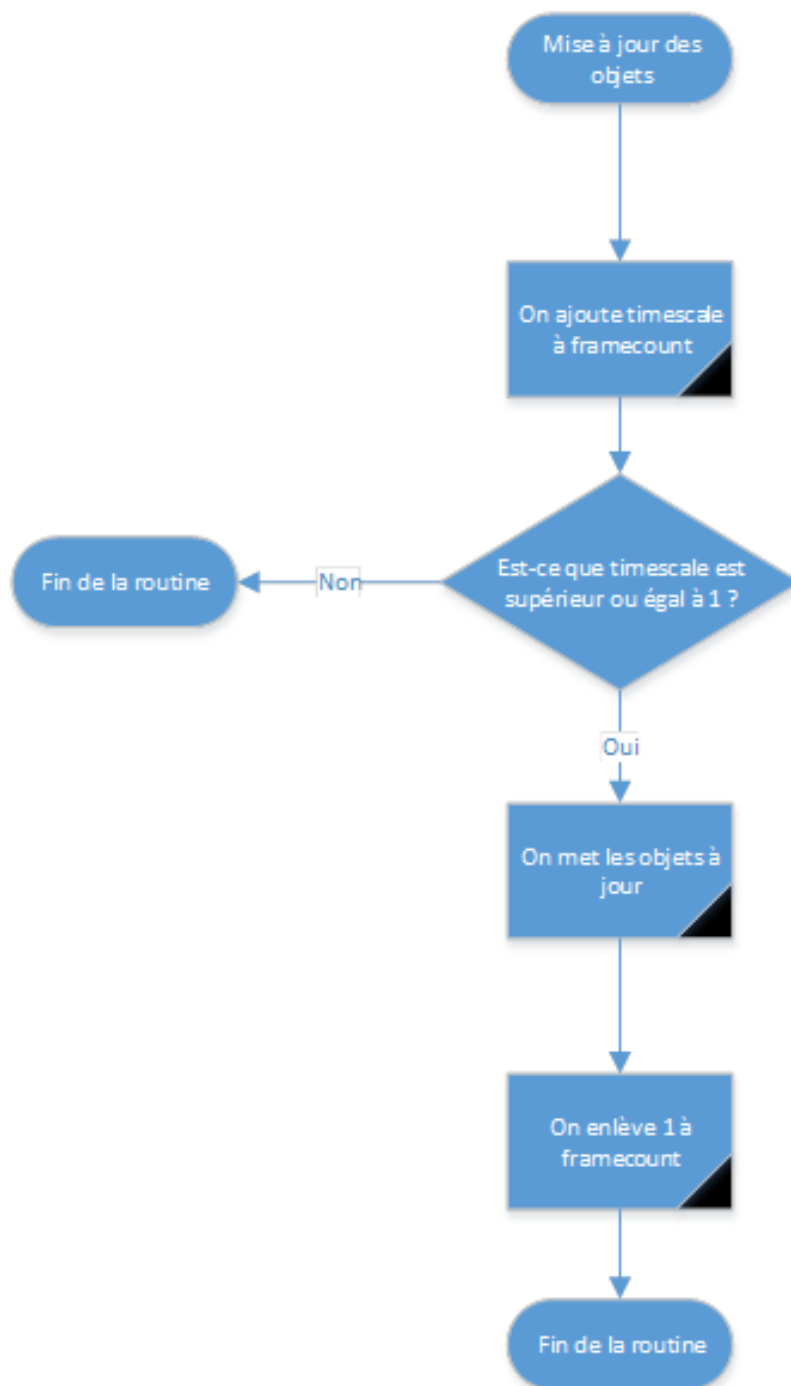 Mise à jour des
objets
On ajoute timescale
à framecount
Est-ce que timescale est
supérieur ou égal à 1 ?
Non
Fin de la routine
Oui
On met les objets à
jour
On enlève 1 à
framecount
Fin de la routine